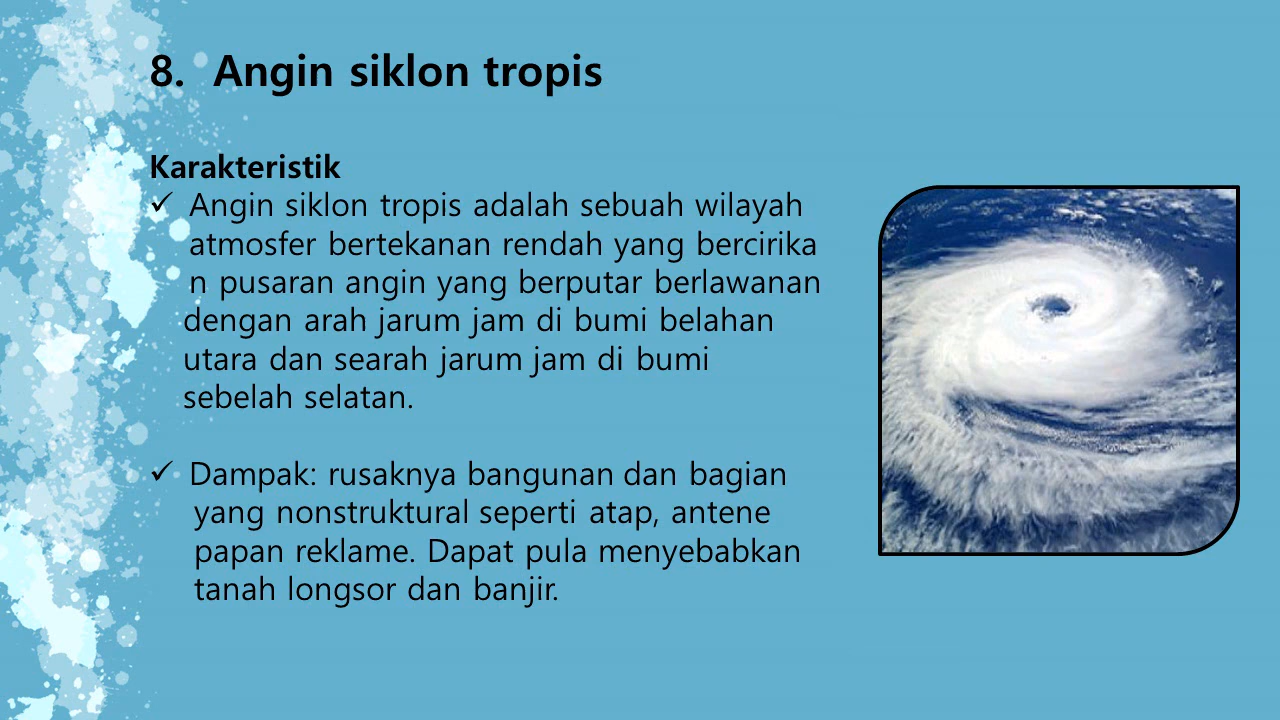 8. Angin siklon tropis
Karakteristik
✓ Angin siklon tropis adalah sebuah wilayah
atmosfer bertekanan rendah yang bercirika
n pusaran angin yang berputar berlawanan
dengan arah jarum jam di bumi belahan
utara dan searah jarum jam di bumi
sebelah selatan.
✓ Dampak: rusaknya bangunan dan bagian
yang nonstruktural seperti atap, antene
papan reklame. Dapat pula menyebabkan
tanah longsor dan banjir.